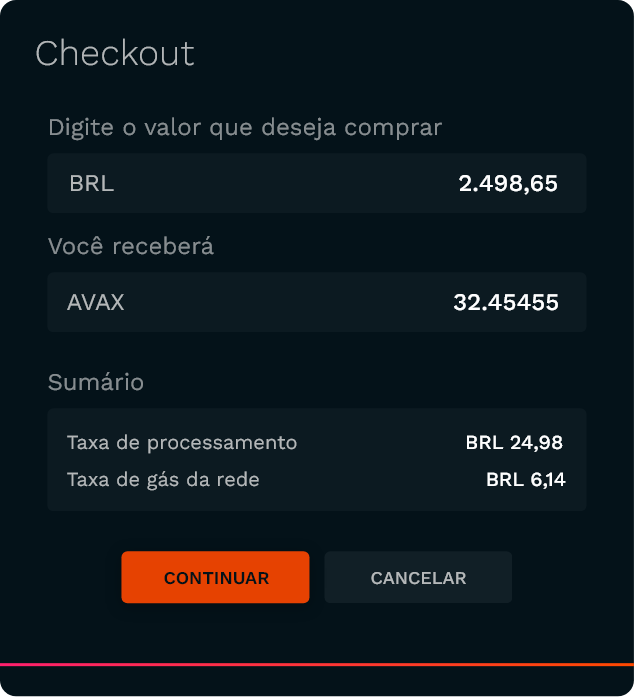 Checkout
Digite o valor que deseja comprar
BRL 2.498,65
Você receberá
AVAX 32.45455
Sumário
Taxa de processamento BRL 24,98
Taxa de gás da rede BRL 6,14
CONTINUAR CANCELAR